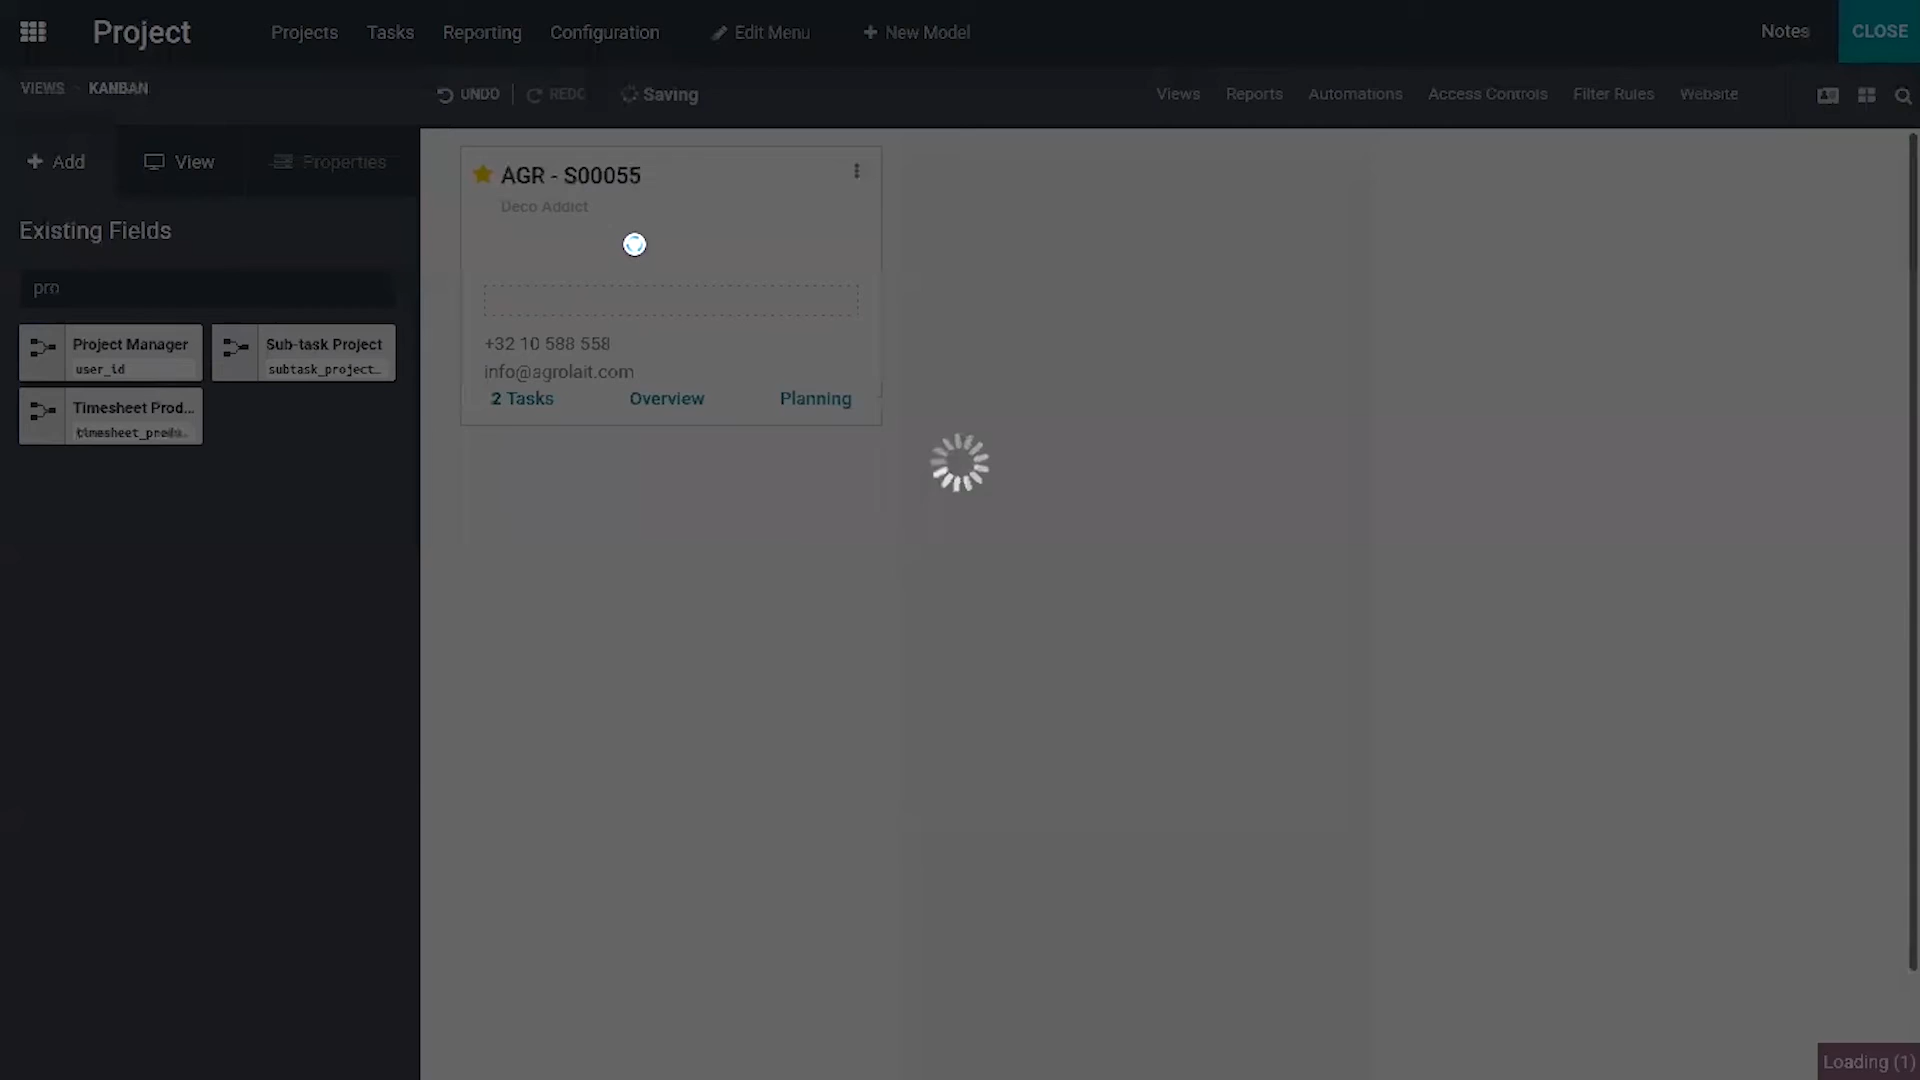 Project
Projects Tasks Reporting Configuration Edit Menu New Model
Notes CLOSE
VIEWS KANBAN
UNDO REDO Saving
Views Reports Automations Access Controls Filter Rules Website
Add View Properties
Existing Fields
pro
Project Manager
user_id
Sub-task Project
subtask_project…
Timesheet Prod...
timesheet_produ…
AGR - S00055
Deco Addict
+32 10 588 558
info@agrolait.com
2 Tasks Overview Planning
Loading (1)